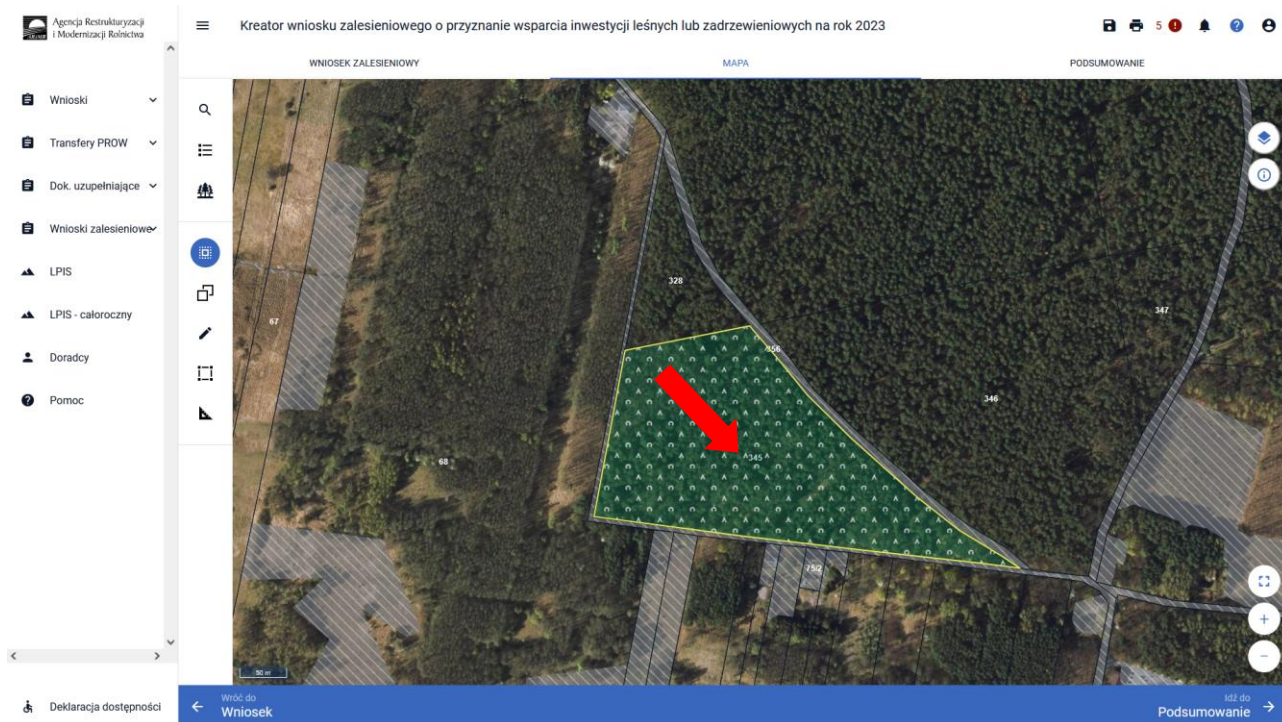 Agencja Restrukturyzacji
i Modernizacji Rolnictwa
Kreator wniosku zalesieniowego o przyznanie wsparcia inwestycji leśnych lub zadrzewieniowych na rok 2023
5
WNIOSEK ZALESIENIOWY
MAPA
PODSUMOWANIE
Wnioski
Transfery PROW
Dok. uzupełniające
Wnioski zalesieniowe
LPIS
LPIS - całoroczny
Doradcy
Pomoc
328
347
67
356
346
345
68
75/2
50 m
Deklaracja dostępności
Wróć do
Wniosek
Idź do
Podsumowanie